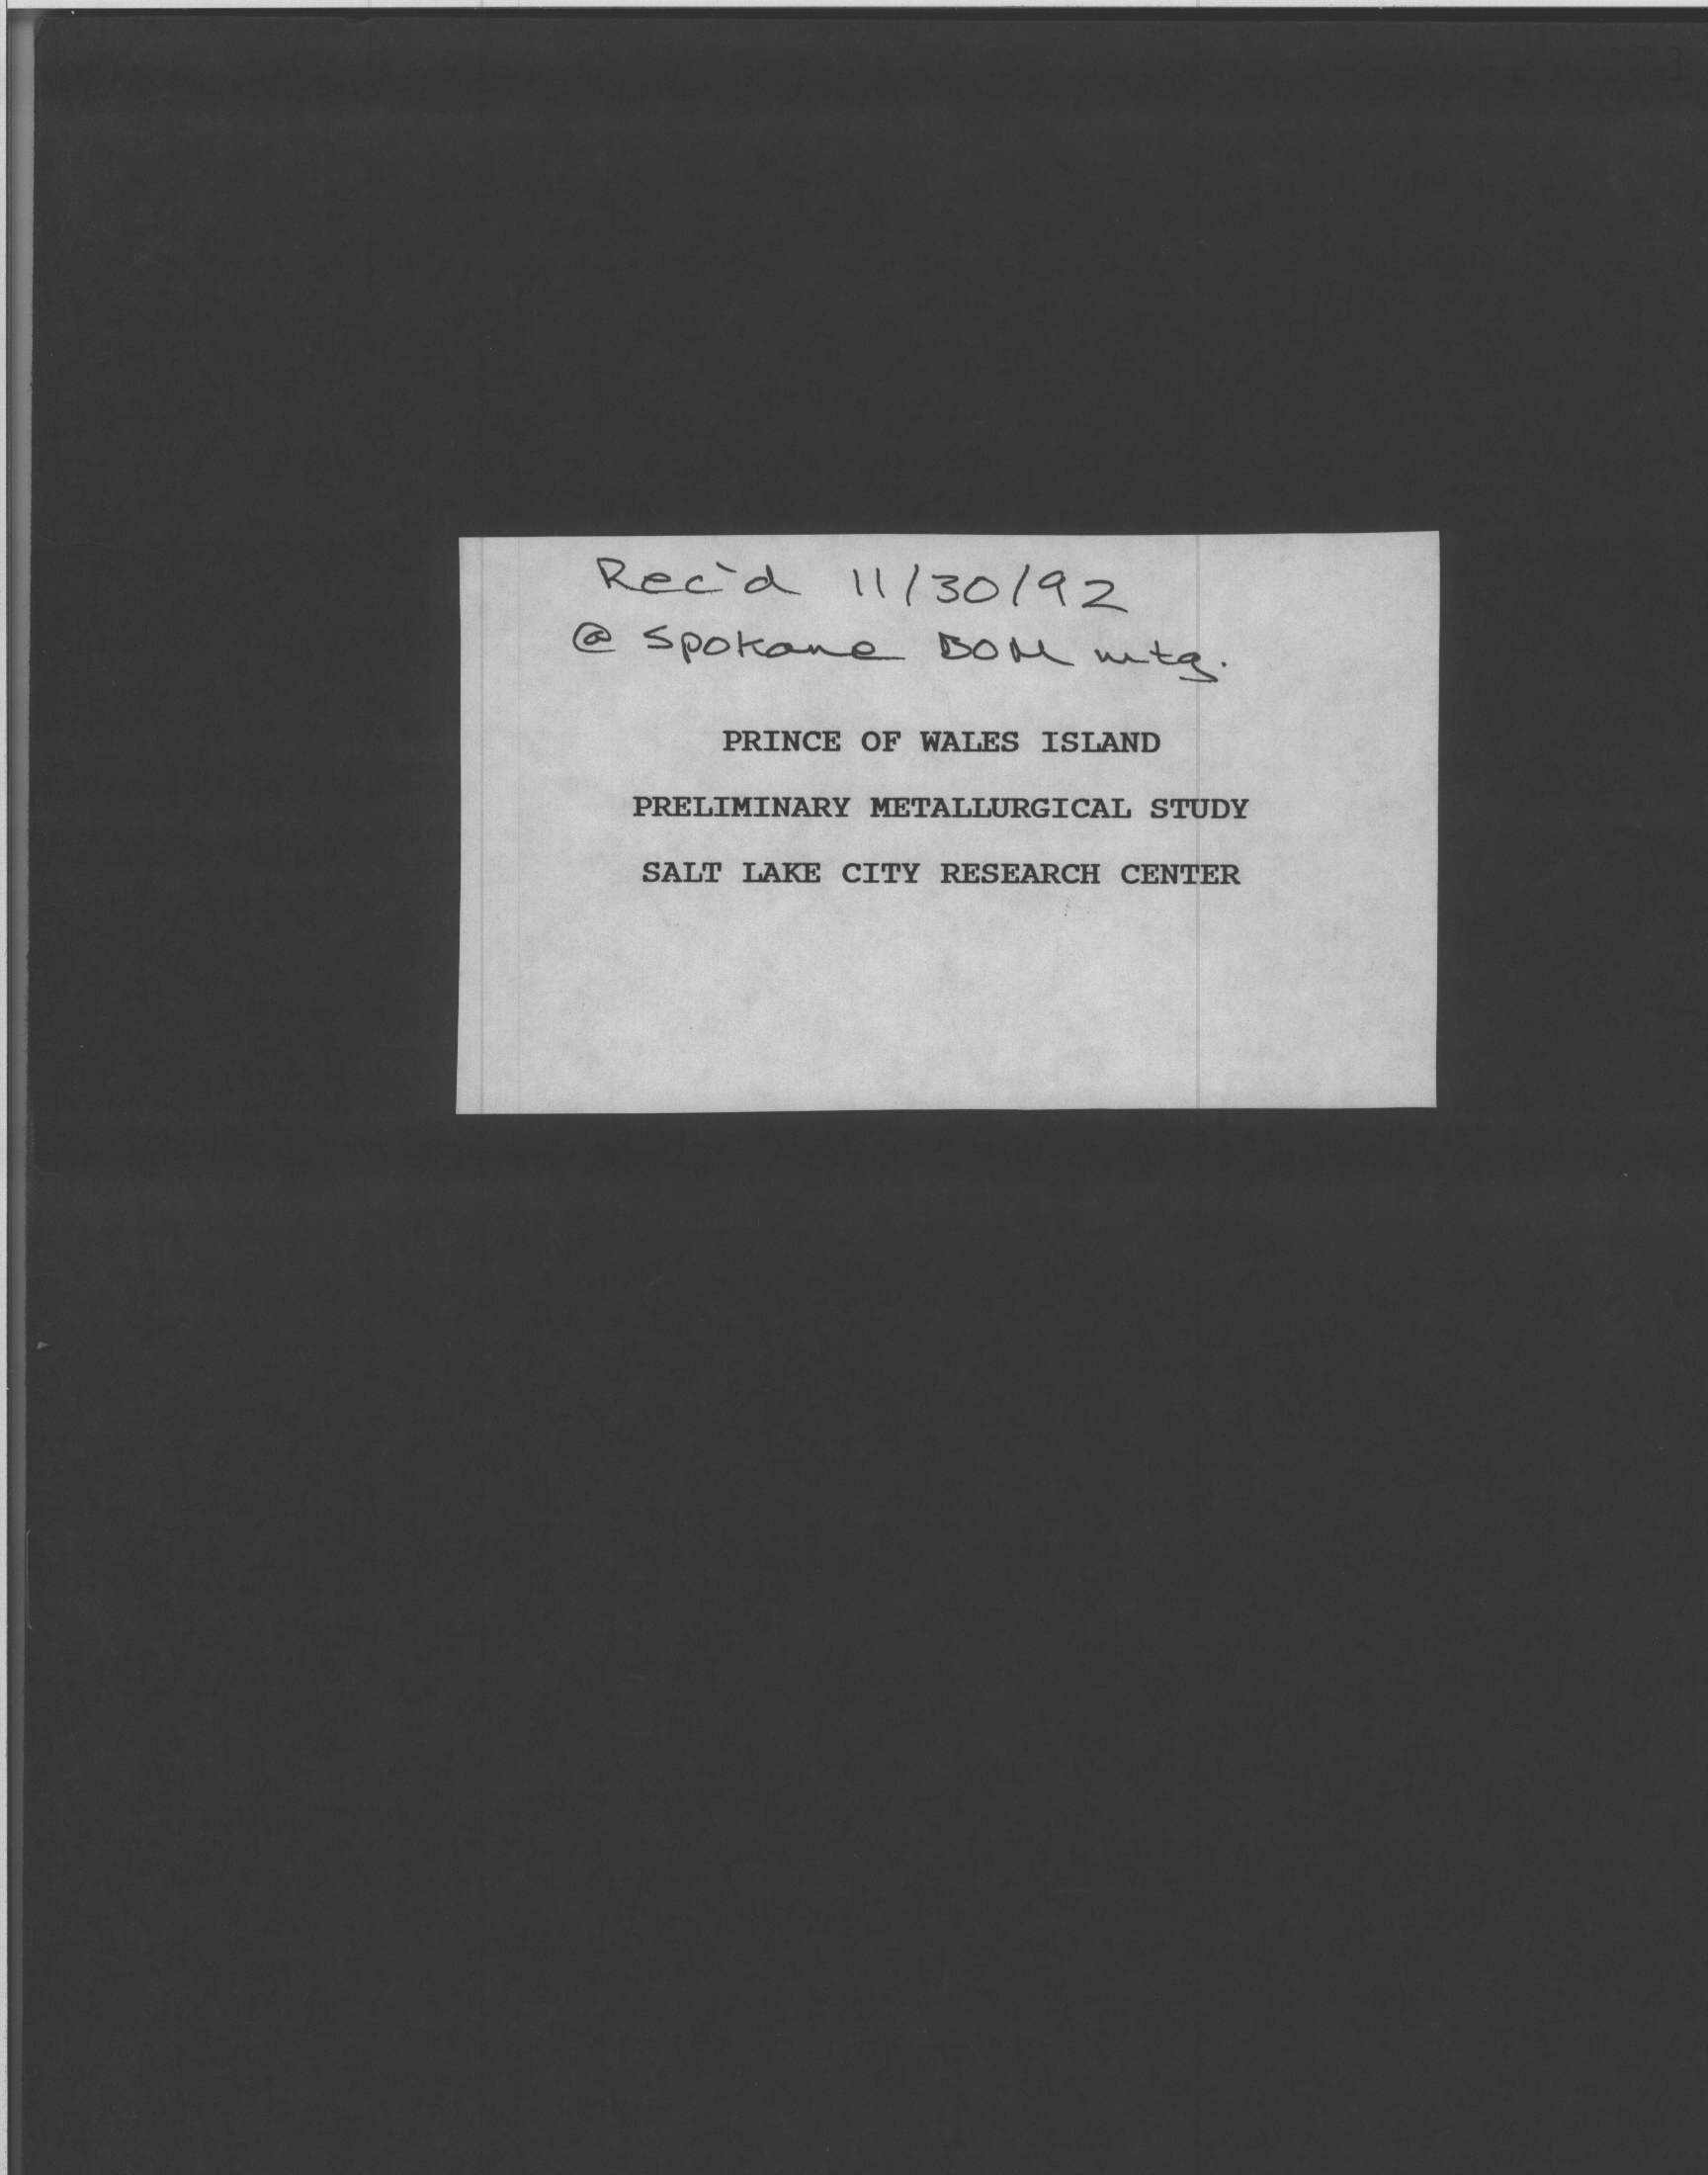 Rec'd 11/30/92
@ Spokane BOM mtg.
PRINCE OF WALES ISLAND
PRELIMINARY METALLURGICAL STUDY
SALT LAKE CITY RESEARCH CENTER